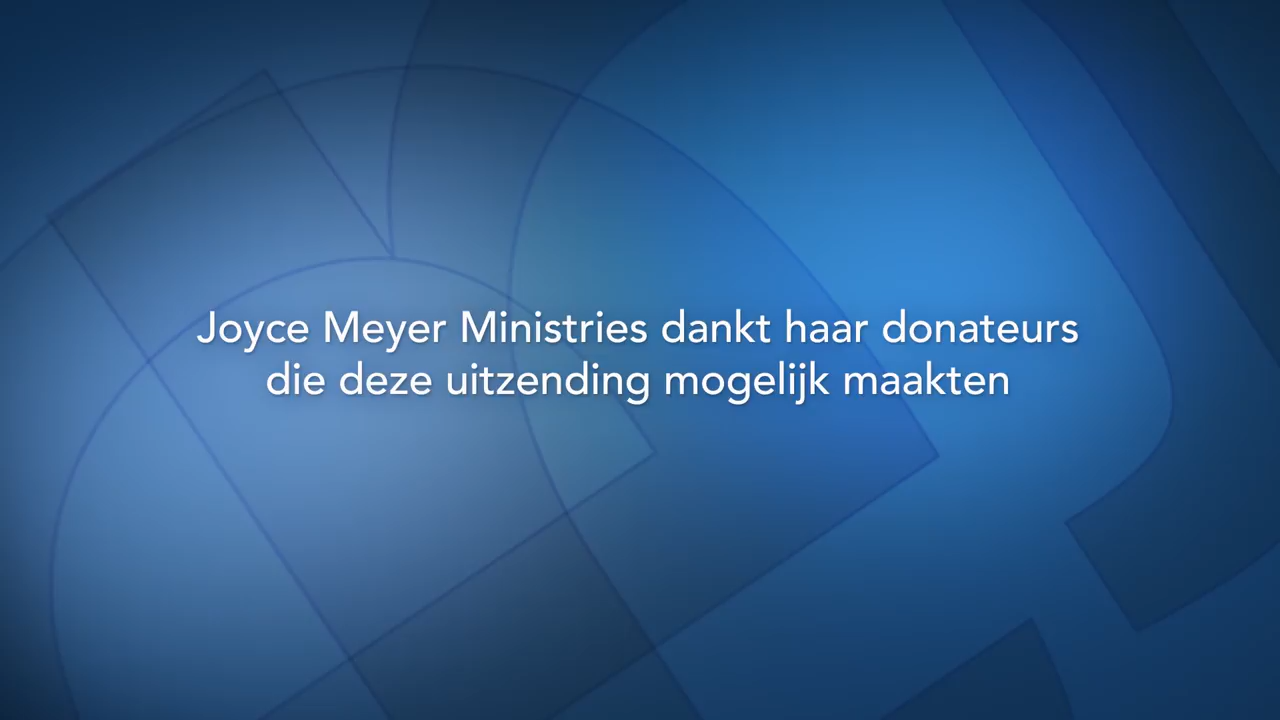 Joyce Meyer Ministries dankt haar donateurs
die deze uitzending mogelijk maakten